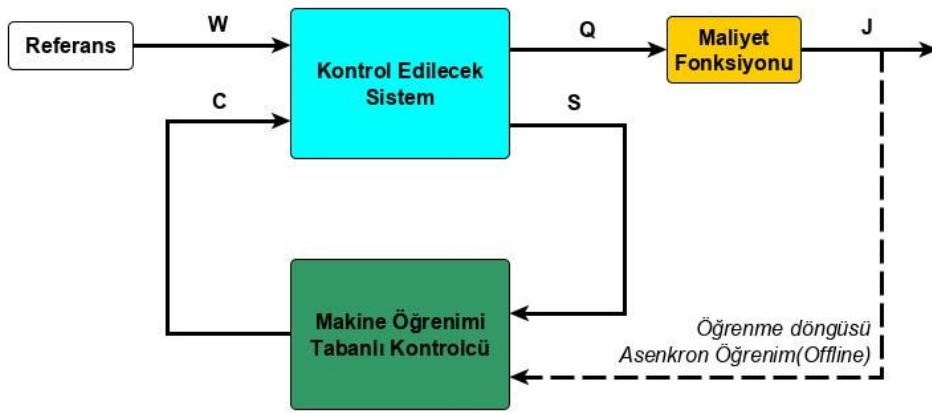 Referans
W
C
Kontrol Edilecek
Sistem
Q
S
Maliyet
Fonksiyonu
J
Makine Öğrenimi
Tabanlı Kontrolcü
Öğrenme döngüsü
Asenkron Öğrenim(Offline)